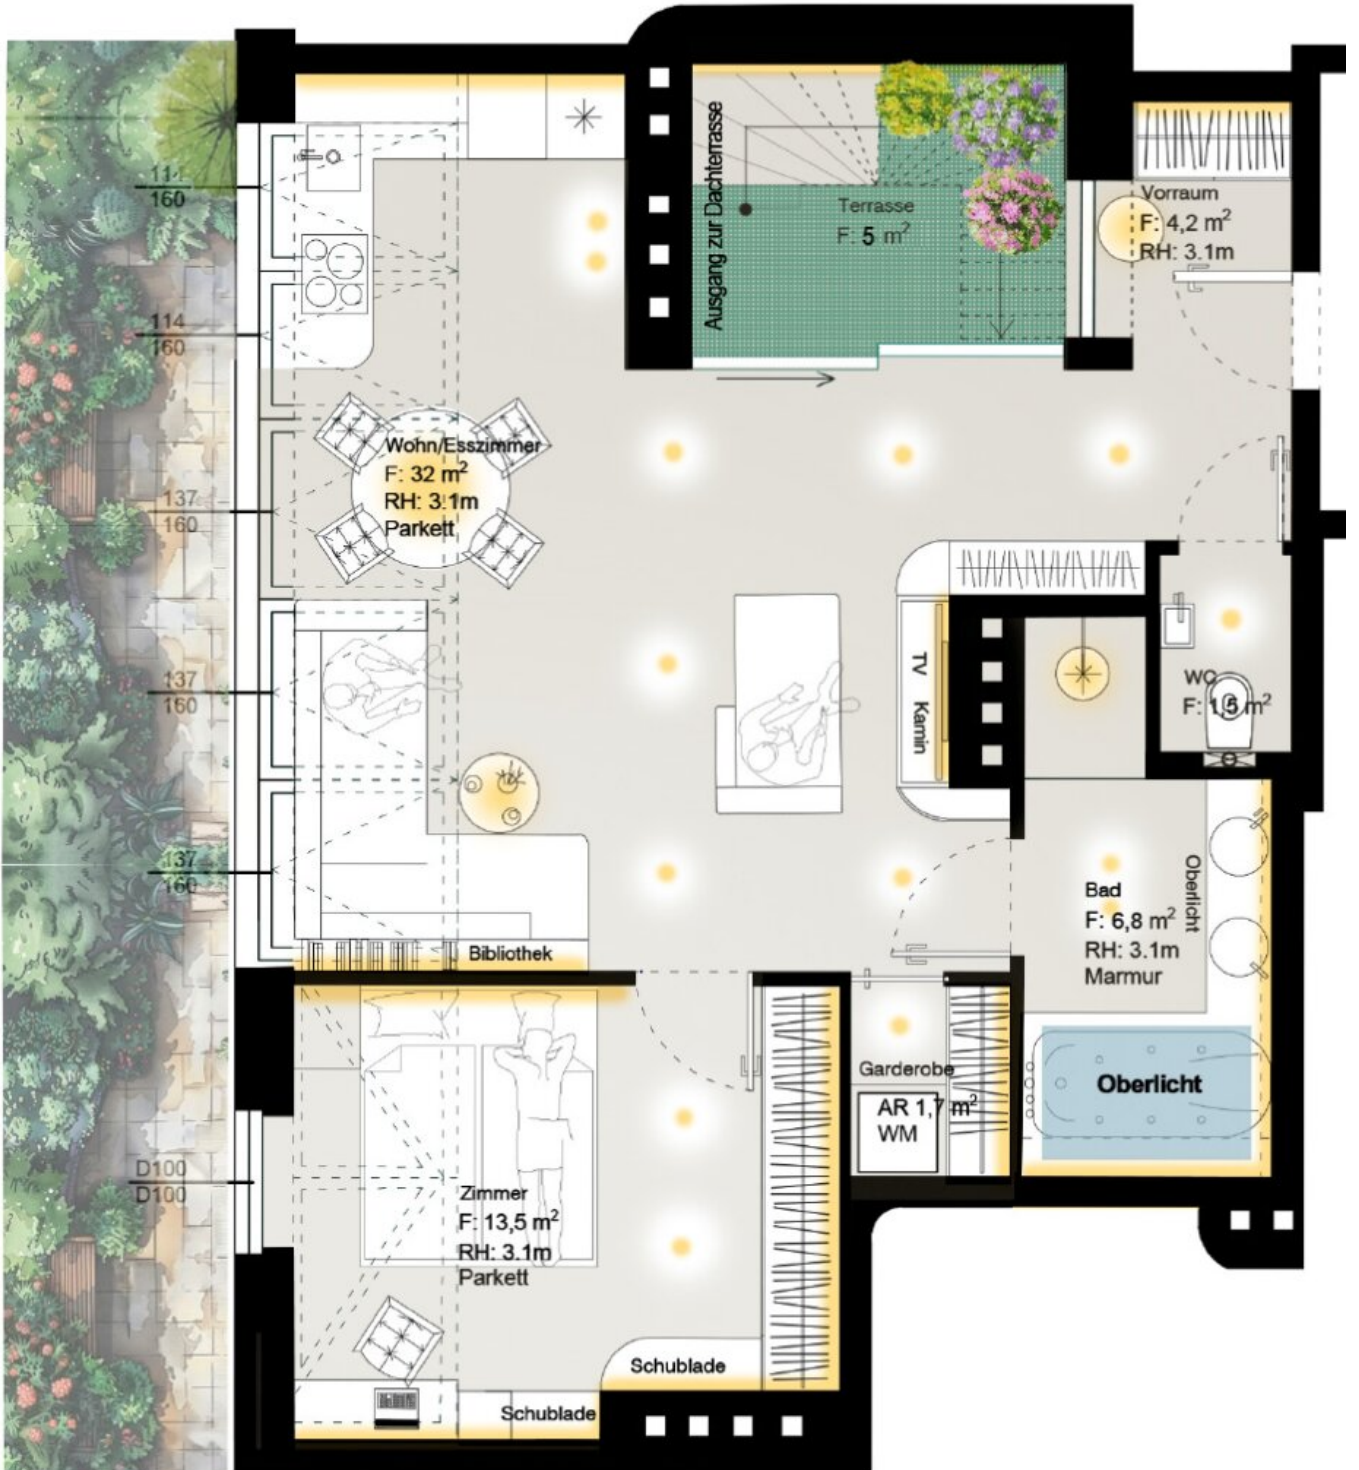 Ausgang zur Dachterrasse
Terrasse
F: 5 m²
Vorraum
F: 4,2 m²
RH: 3.1m
114
160
114
160
137
160
137
160
137
160
D100
D100
Wohn/Esszimmer
F: 32 m²
RH: 3.1m
Parkett
TV Kamin
WC
F: 1,5 m²
Bad
F: 6,8 m²
RH: 3.1m
Marmur
Oberlicht
Oberlicht
Bibliothek
Garderobe
AR 1,7 m²
WM
Zimmer
F: 13,5 m²
RH: 3.1m
Parkett
Schublade
Schublade